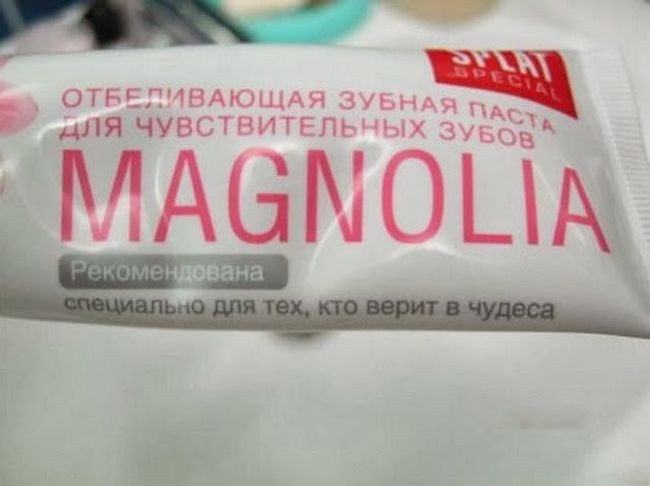 SPLAT
SPECIAL
ОТБЕЛИВАЮЩАЯ ЗУБНАЯ ПАСТА
ДЛЯ ЧУВСТВИТЕЛЬНЫХ ЗУБОВ
MAGNOLIA
Рекомендована
специально для тех, кто верит в чудеса